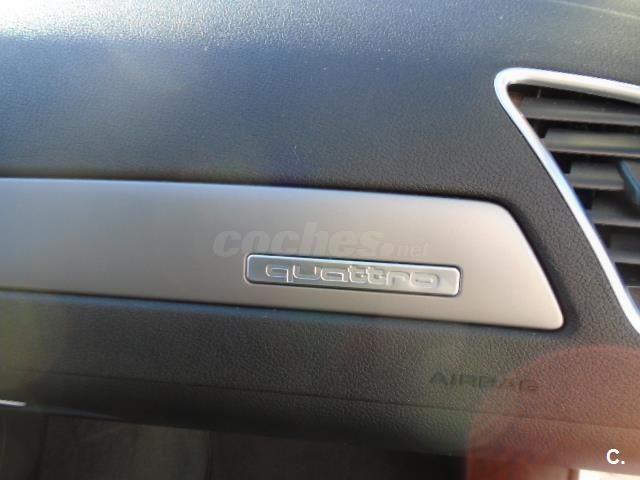 coches.net
quattro
AIRBAG
C.